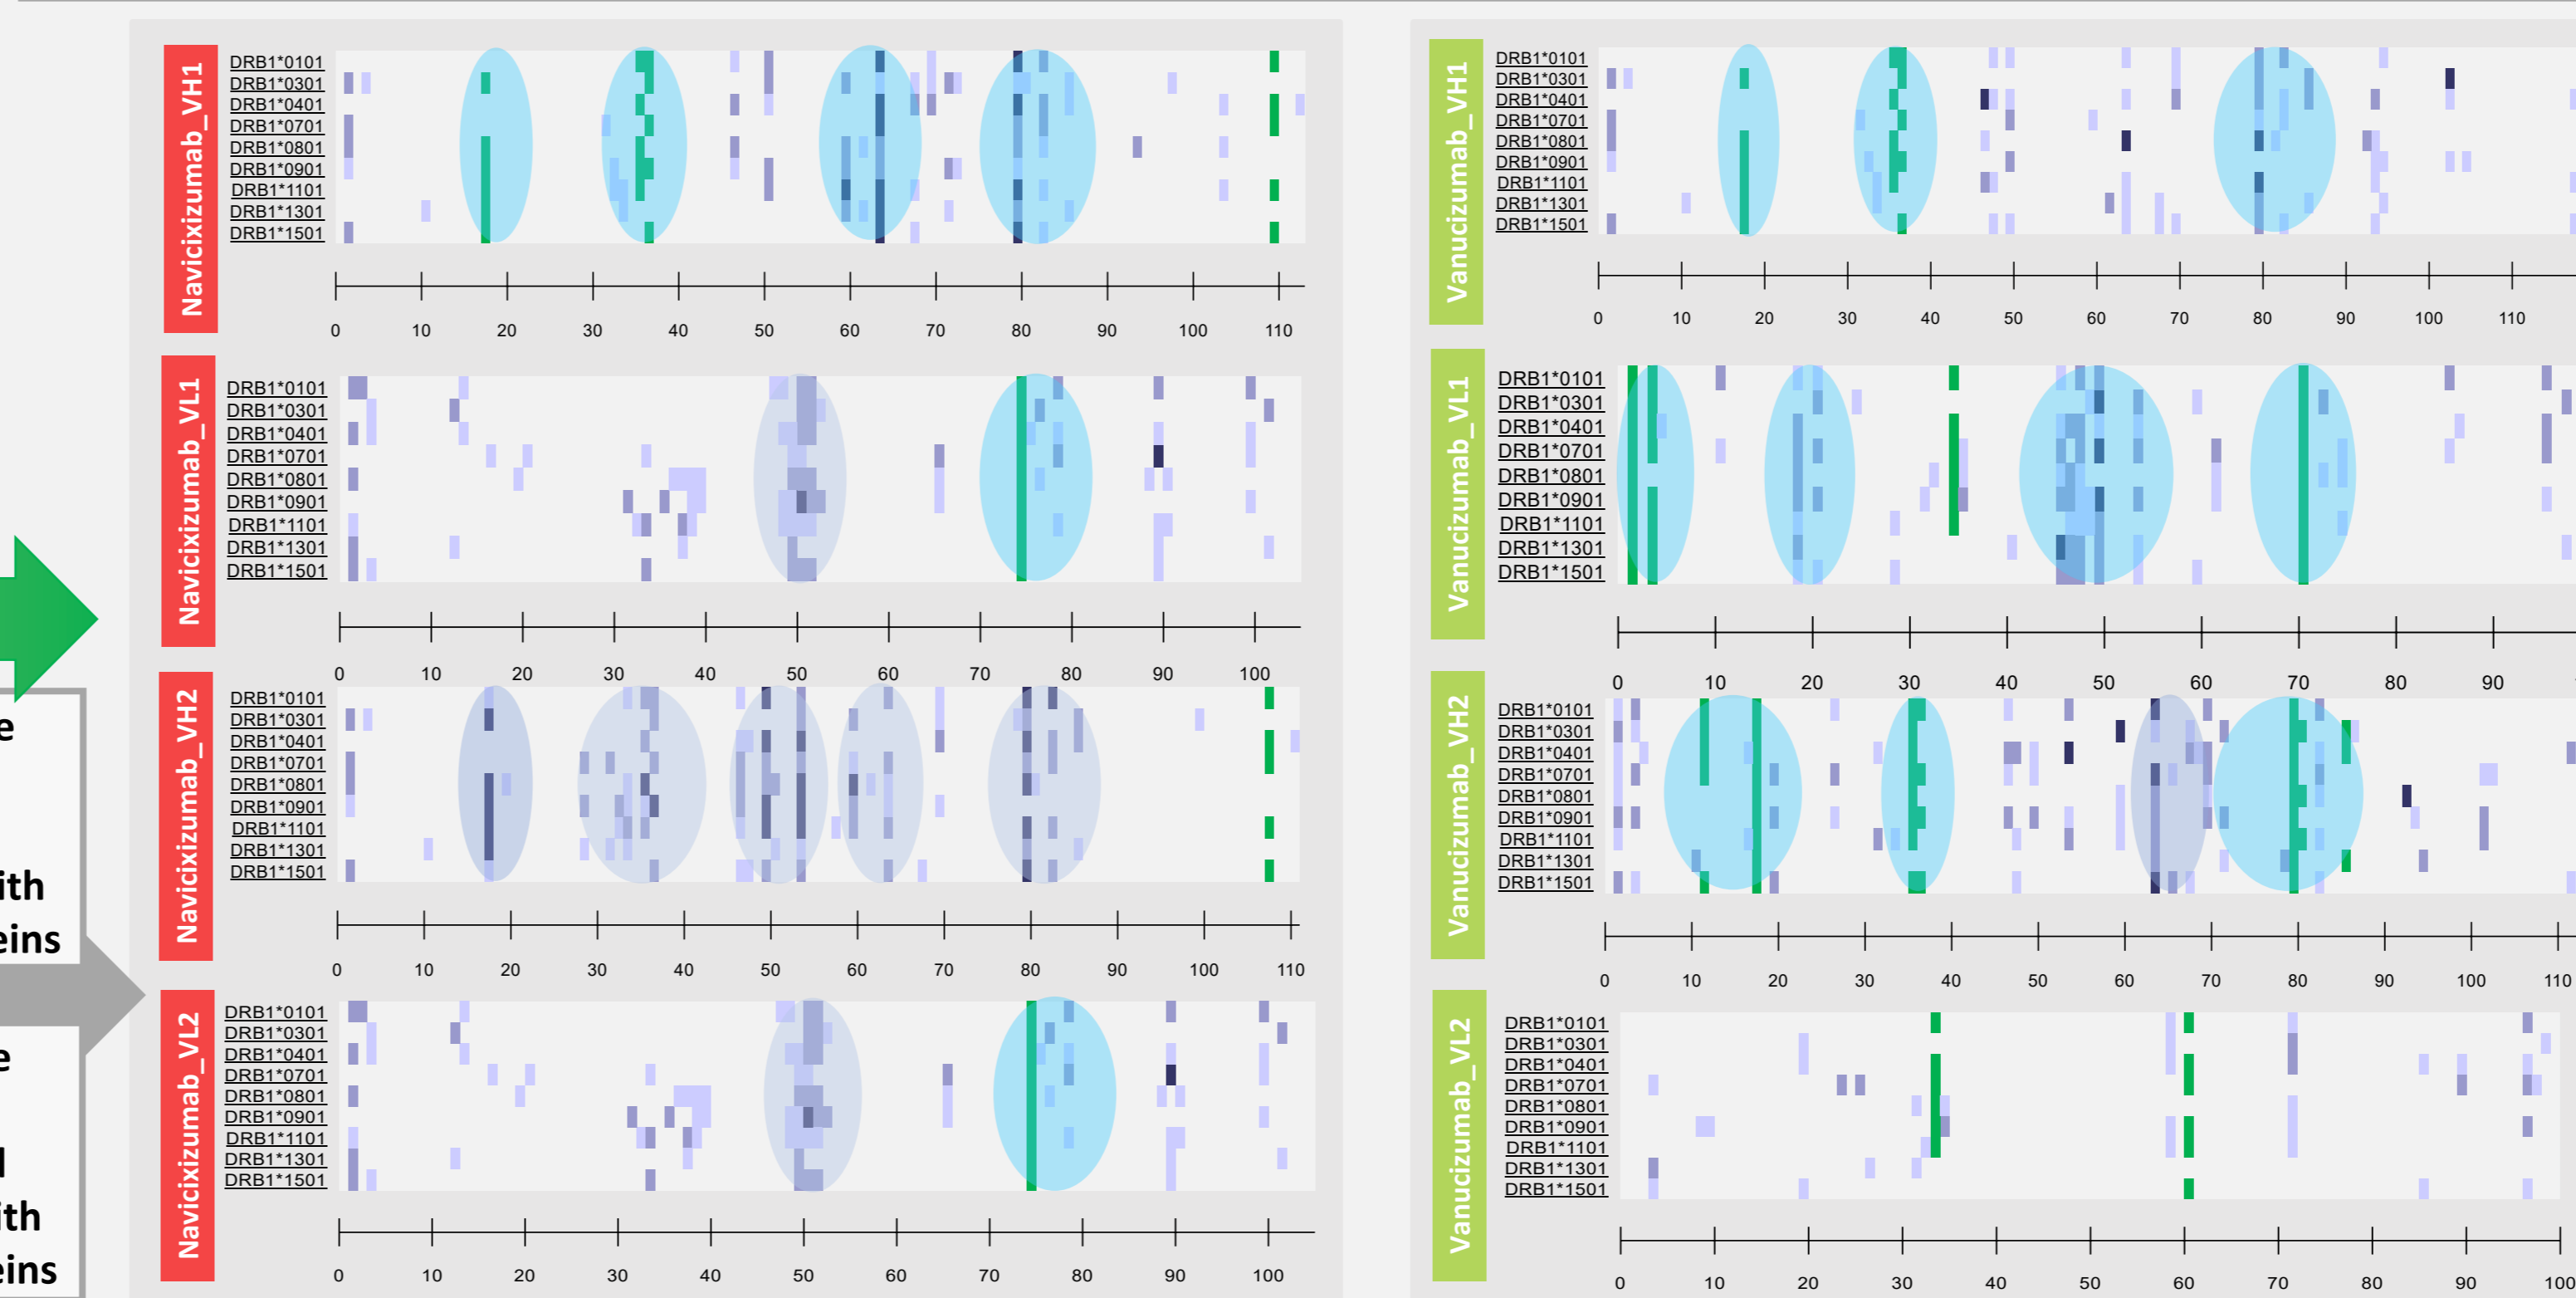 e
ith
eins
e
l
ith
eins
Navicixizumab_VH1
DRB1*0101
DRB1*0301
DRB1*0401
DRB1*0701
DRB1*0801
DRB1*0901
DRB1*1101
DRB1*1301
DRB1*1501
0 10 20 30 40 50 60 70 80 90 100 110
Navicixizumab_VL1
DRB1*0101
DRB1*0301
DRB1*0401
DRB1*0701
DRB1*0801
DRB1*0901
DRB1*1101
DRB1*1301
DRB1*1501
0 10 20 30 40 50 60 70 80 90 100
Navicixizumab_VH2
DRB1*0101
DRB1*0301
DRB1*0401
DRB1*0701
DRB1*0801
DRB1*0901
DRB1*1101
DRB1*1301
DRB1*1501
0 10 20 30 40 50 60 70 80 90 100 110
Navicixizumab_VL2
DRB1*0101
DRB1*0301
DRB1*0401
DRB1*0701
DRB1*0801
DRB1*0901
DRB1*1101
DRB1*1301
DRB1*1501
0 10 20 30 40 50 60 70 80 90 100
Vanucizumab_VH1
DRB1*0101
DRB1*0301
DRB1*0401
DRB1*0701
DRB1*0801
DRB1*0901
DRB1*1101
DRB1*1301
DRB1*1501
0 10 20 30 40 50 60 70 80 90 100 110
Vanucizumab_VL1
DRB1*0101
DRB1*0301
DRB1*0401
DRB1*0701
DRB1*0801
DRB1*0901
DRB1*1101
DRB1*1301
DRB1*1501
0 10 20 30 40 50 60 70 80 90
Vanucizumab_VH2
DRB1*0101
DRB1*0301
DRB1*0401
DRB1*0701
DRB1*0801
DRB1*0901
DRB1*1101
DRB1*1301
DRB1*1501
0 10 20 30 40 50 60 70 80 90 100 110
Vanucizumab_VL2
DRB1*0101
DRB1*0301
DRB1*0401
DRB1*0701
DRB1*0801
DRB1*0901
DRB1*1101
DRB1*1301
DRB1*1501
0 10 20 30 40 50 60 70 80 90 100